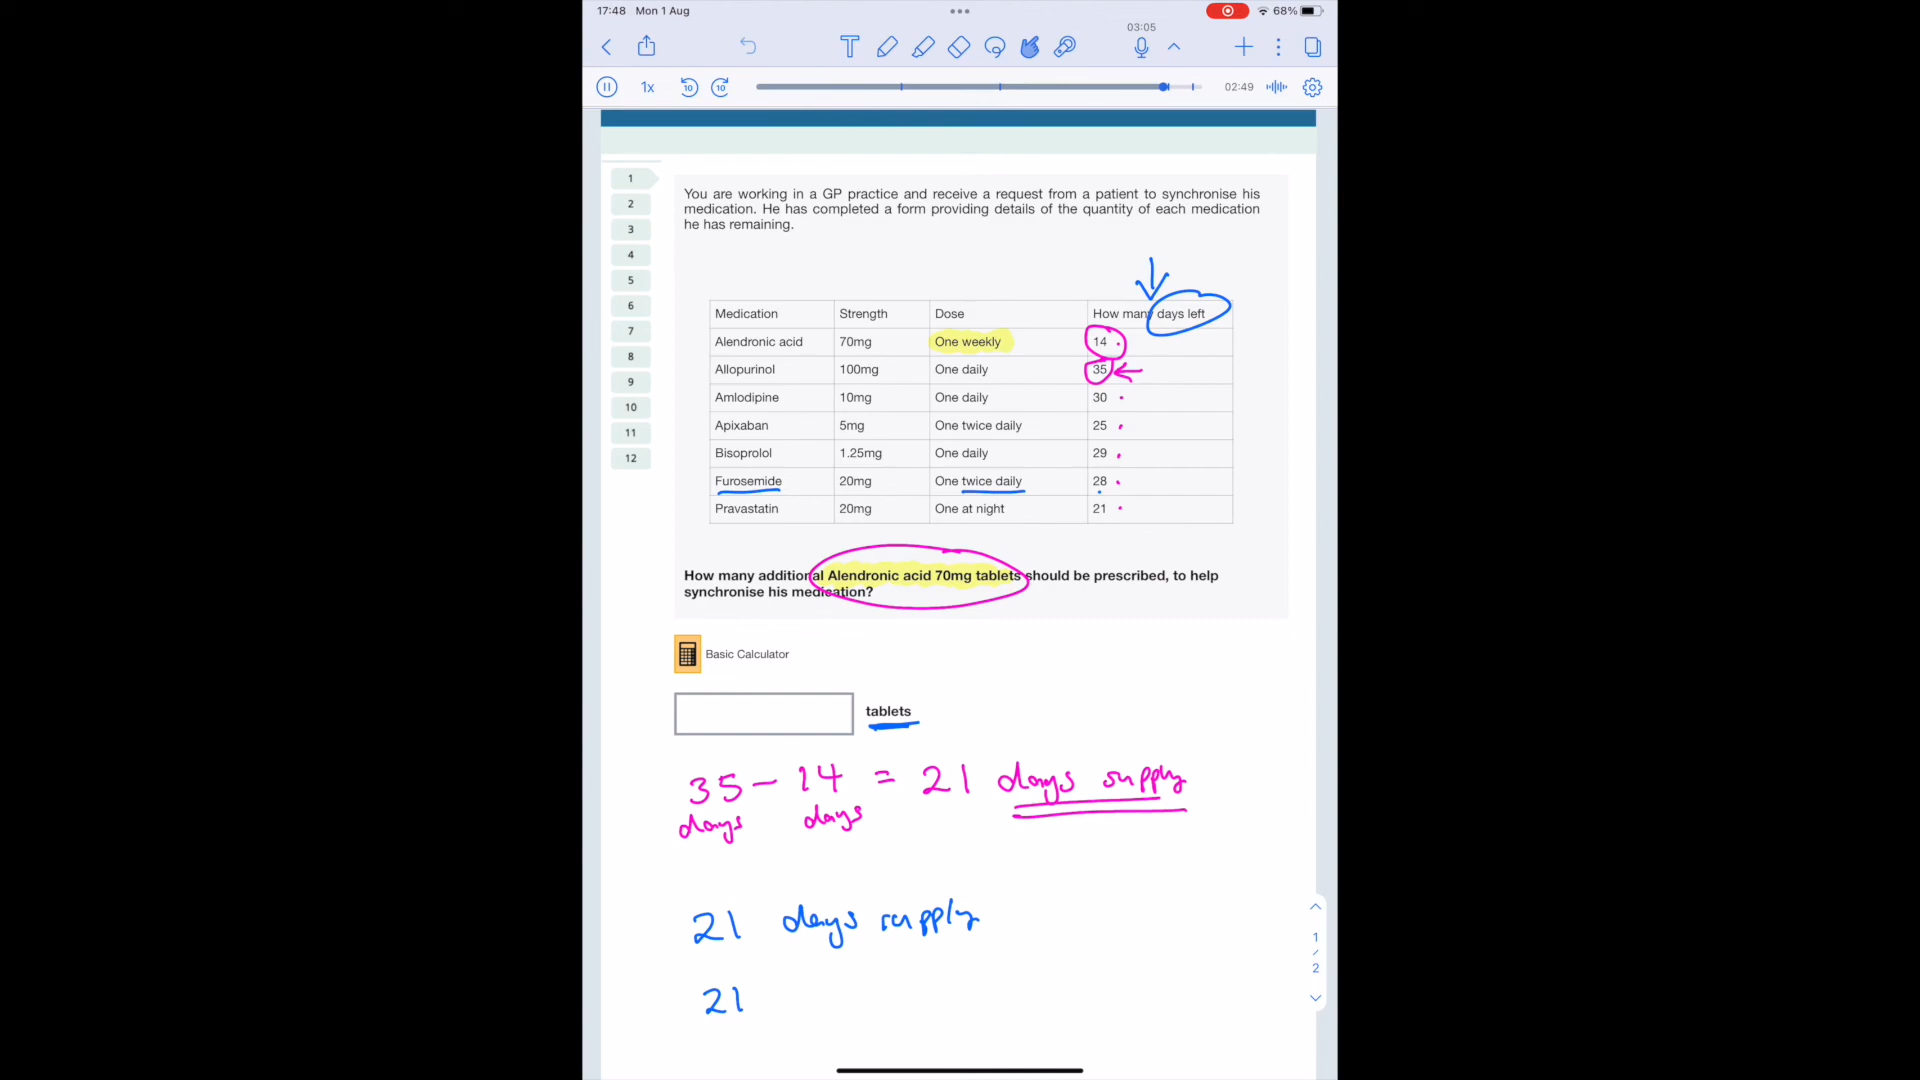 17:48 Mon 1 Aug
68%
03:05
T
1x 10 10 02:49
1
2
3
4
5
6
7
8
9
10
11
12
You are working in a GP practice and receive a request from a patient to synchronise his
medication. He has completed a form providing details of the quantity of each medication
he has remaining.
Medication Strength Dose How many days left
Alendronic acid 70mg One weekly 14
Allopurinol 100mg One daily 35
Amlodipine 10mg One daily 30
Apixaban 5mg One twice daily 25
Bisoprolol 1.25mg One daily 29
Furosemide 20mg One twice daily 28
Pravastatin 20mg One at night 21
How many additional Alendronic acid 70mg tablets should be prescribed, to help
synchronise his medication?
Basic Calculator
tablets
35 - 14 = 21 days supply
days days
21 days supply
21
1
/
2